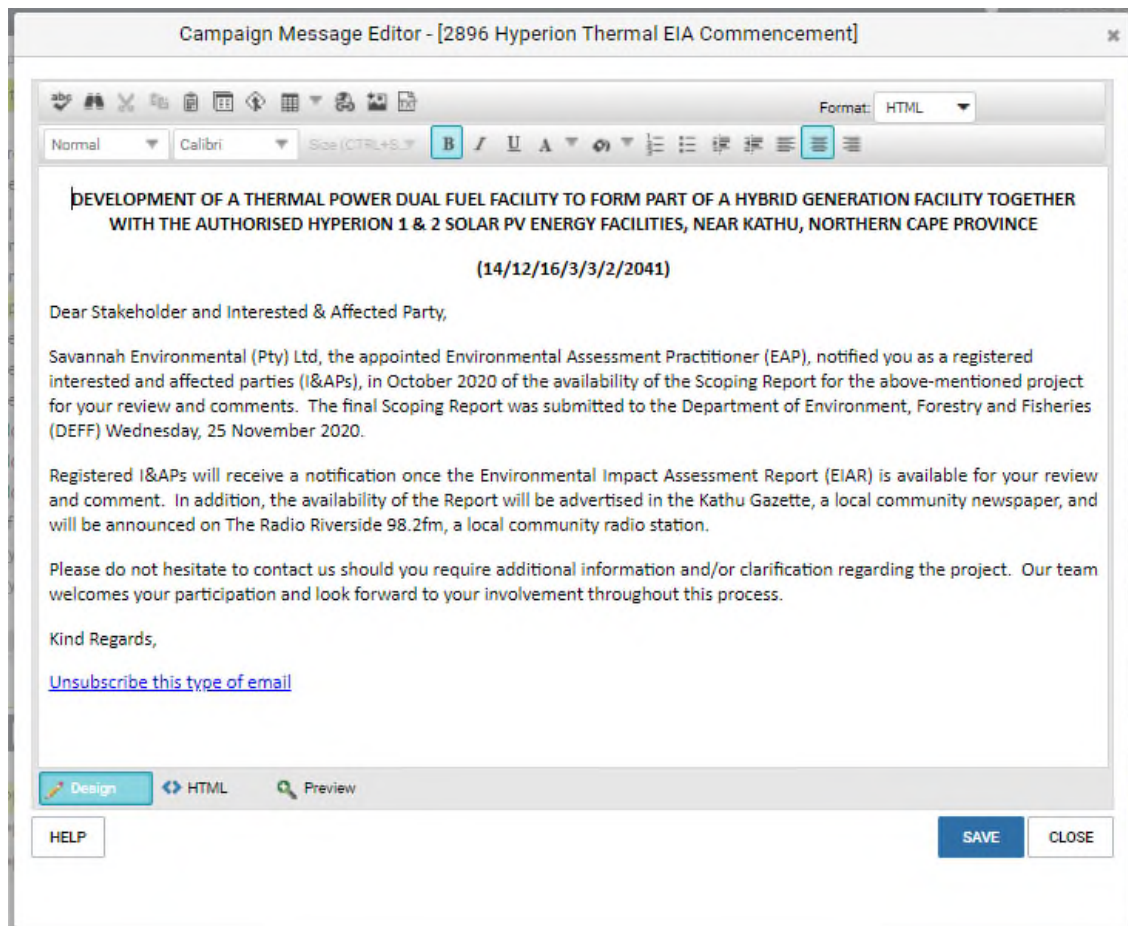 Campaign Message Editor - [2896 Hyperion Thermal EIA Commencement]
abc
Format: HTML
Normal Calibri Size (CTRL+S... B I U A
DEVELOPMENT OF A THERMAL POWER DUAL FUEL FACILITY TO FORM PART OF A HYBRID GENERATION FACILITY TOGETHER
WITH THE AUTHORISED HYPERION 1 & 2 SOLAR PV ENERGY FACILITIES, NEAR KATHU, NORTHERN CAPE PROVINCE
(14/12/16/3/3/2/2041)
Dear Stakeholder and Interested & Affected Party,
Savannah Environmental (Pty) Ltd, the appointed Environmental Assessment Practitioner (EAP), notified you as a registered
interested and affected parties (I&APs), in October 2020 of the availability of the Scoping Report for the above-mentioned project
for your review and comments.  The final Scoping Report was submitted to the Department of Environment, Forestry and Fisheries
(DEFF) Wednesday, 25 November 2020.
Registered I&APs will receive a notification once the Environmental Impact Assessment Report (EIAR) is available for your review
and comment.  In addition, the availability of the Report will be advertised in the Kathu Gazette, a local community newspaper, and
will be announced on The Radio Riverside 98.2fm, a local community radio station.
Please do not hesitate to contact us should you require additional information and/or clarification regarding the project.  Our team
welcomes your participation and look forward to your involvement throughout this process.
Kind Regards,
Unsubscribe this type of email
Design HTML Preview
HELP SAVE CLOSE